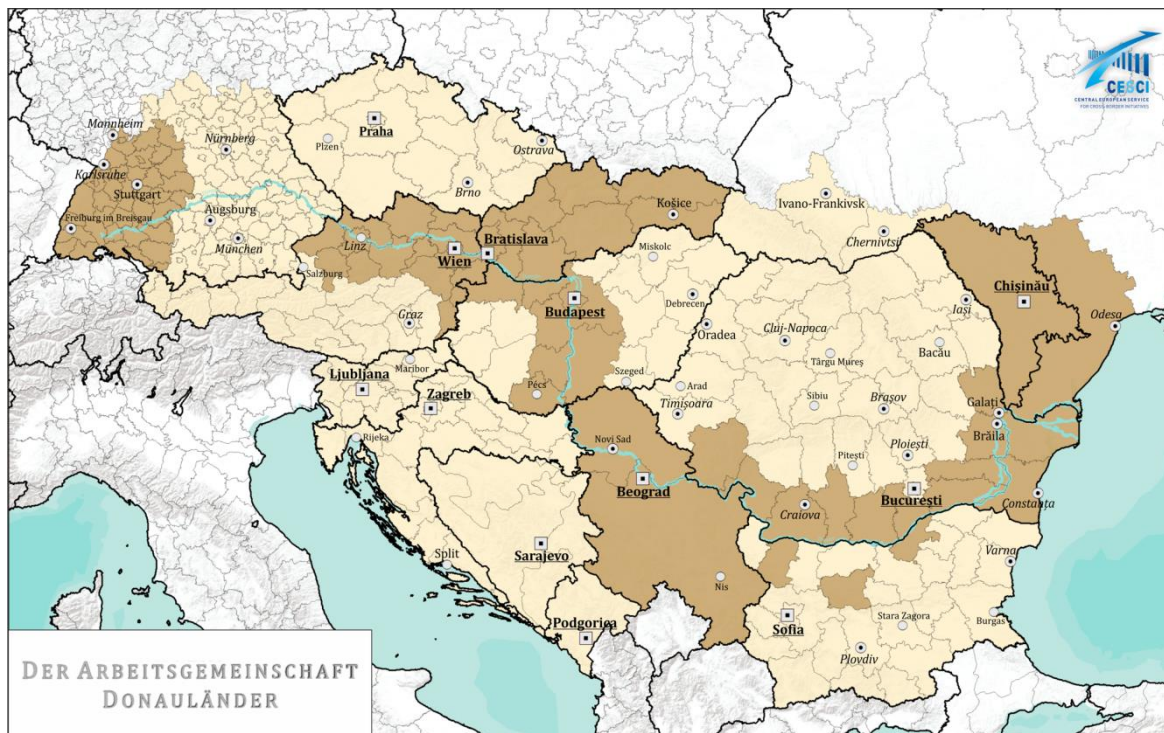 CESCI
CENTRAL EUROPEAN SERVICE
FOR CROSS-BORDER INITIATIVES
Praha
Mannheim
Nürnberg
Plzen
Ostrava
Karlsruhe
Brno
Stuttgart
Ivano-Frankivsk
Košice
Freiburg im Breisgau
Augsburg
Chernivtsi
München
Linz
Bratislava
Wien
Miskolc
Salzburg
Chișinău
Debrecen
Budapest
Iași
Odesa
Graz
Oradea
Cluj-Napoca
Bacău
Târgu Mureș
Maribor
Ljubljana
Szeged
Pécs
Arad
Zagreb
Timișoara
Sibiu
Brașov
Galați
Brăila
Rijeka
Novi Sad
Ploiești
Pitești
Beograd
București
Constanța
Craiova
Split
Sarajevo
Varna
Nis
Podgorica
Sofia
Stara Zagora
Burgas
Plovdiv
DER ARBEITSGEMEINSCHAFT
DONAULÄNDER